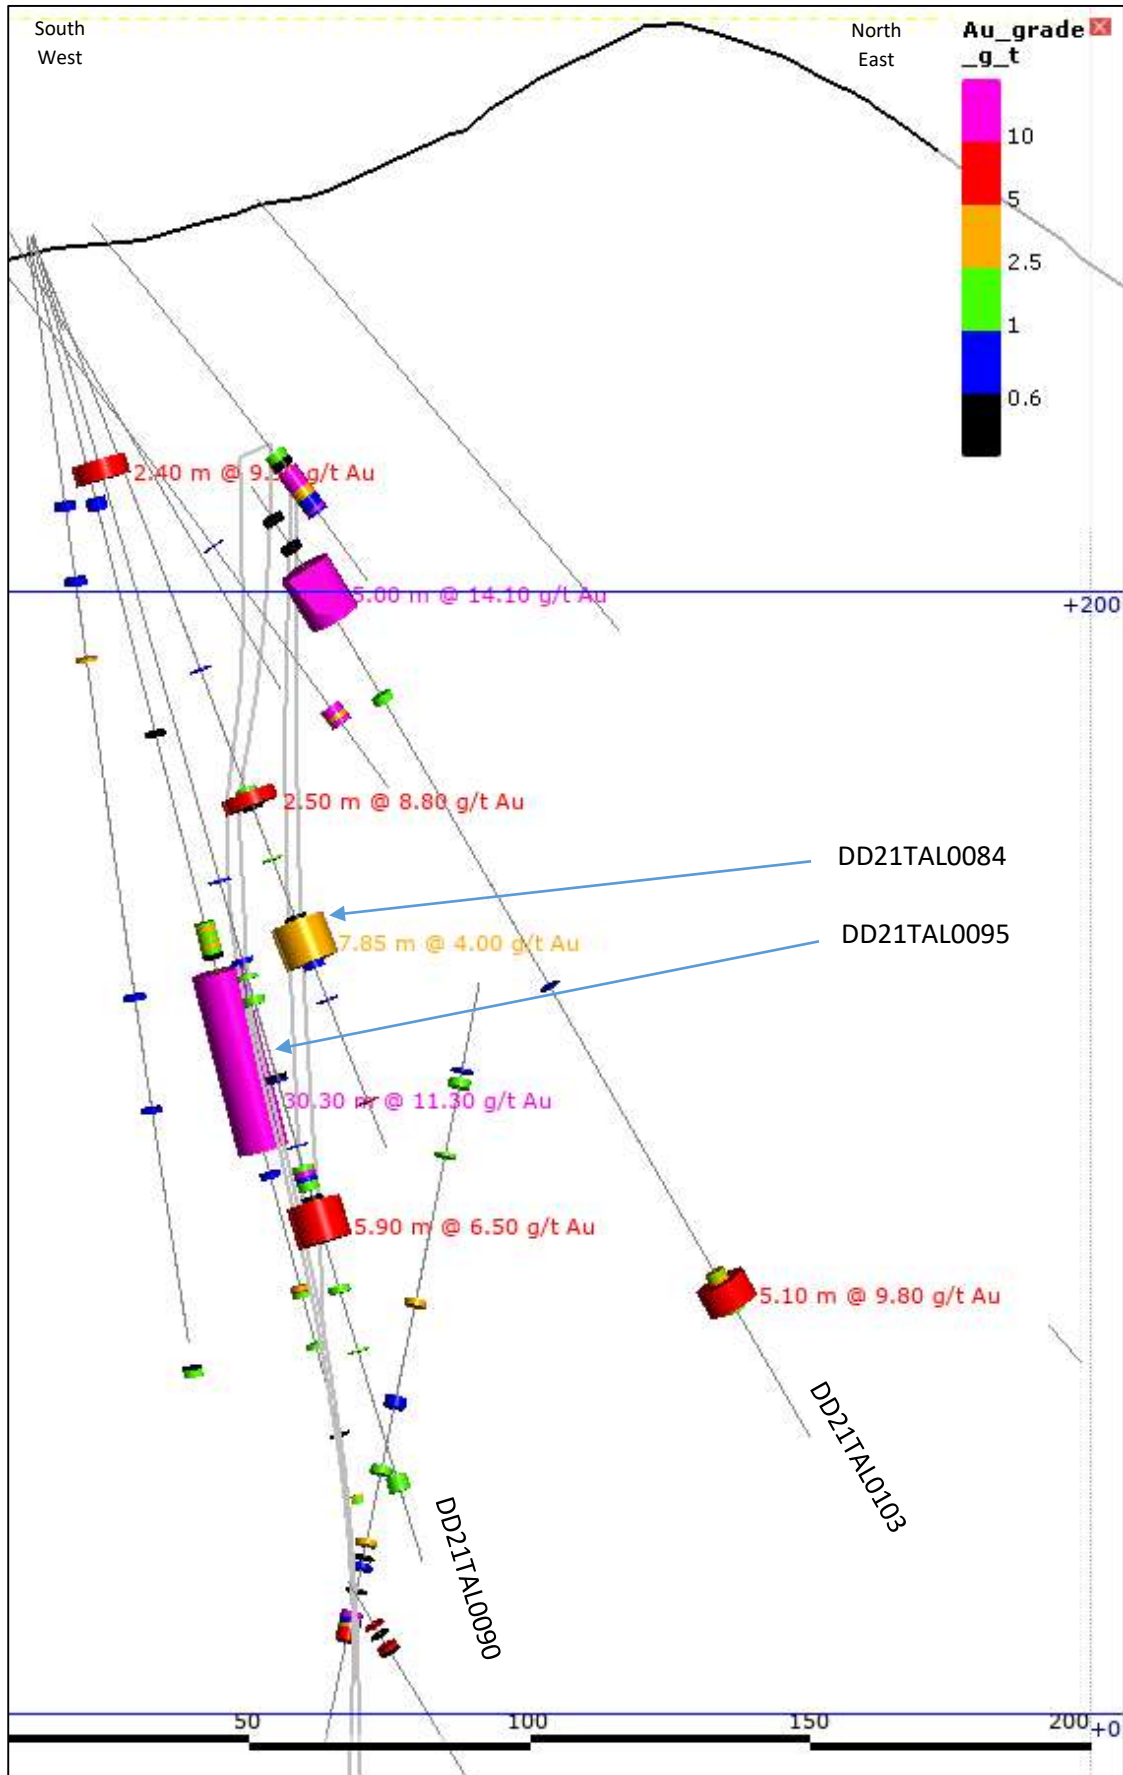 South
West
North
East
Au_grade
_g_t
10
5
2.5
1
0.6
2.40 m @ g/t Au
5.00 m @ 14.10 g/t Au
+200
2.50 m @ 8.80 g/t Au
DD21TAL0084
7.85 m @ 4.00 g/t Au
DD21TAL0095
30.30 m @ 11.30 g/t Au
5.90 m @ 6.50 g/t Au
5.10 m @ 9.80 g/t Au
DD21TAL0103
DD21TAL0090
50
100
150
200
+0